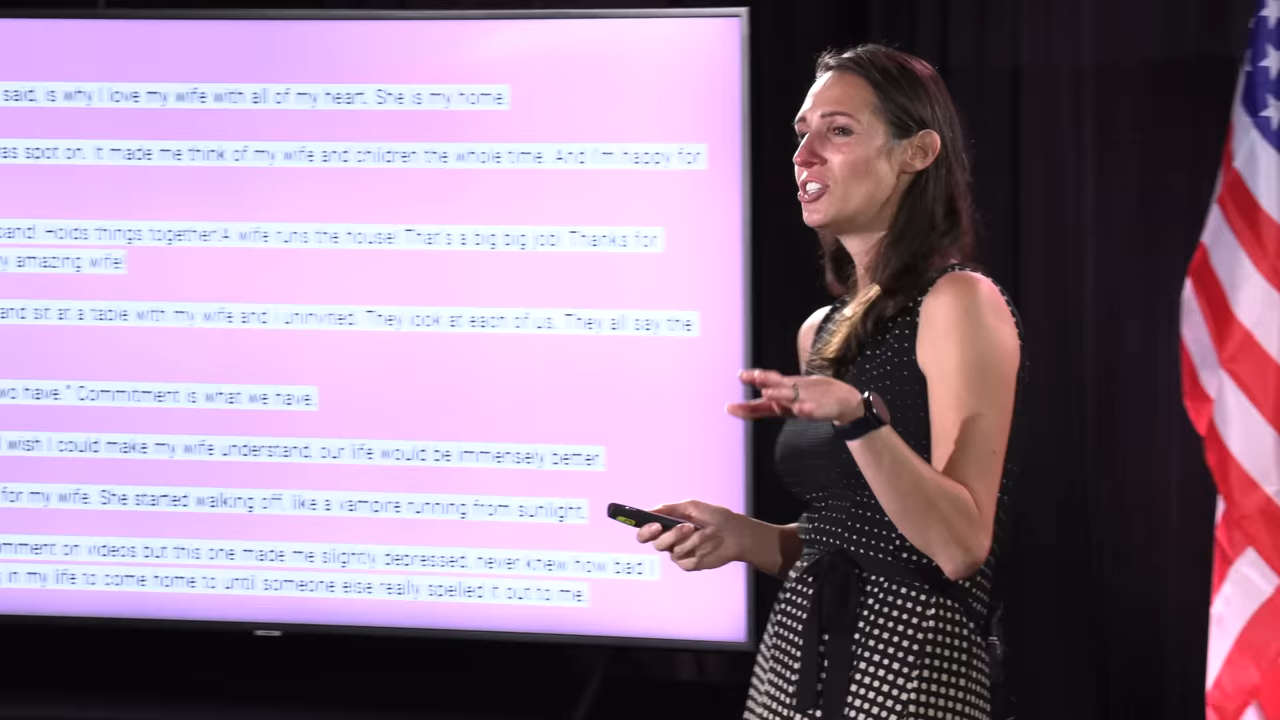 said, is why I love my wife with all of my heart. She is my home.
as spot on. It made me think of my wife and children the whole time. And I'm happy for
band! Holds things together!A wife runs the house! That's a big big job! Thanks for
y amazing wife!
and sit at a table with my wife and I uninvited. They look at each of us. They all say the
wo have." Commitment is what we have.
I wish I could make my wife understand, our life would be immensely better.
for my wife. She started walking off, like a vampire running from sunlight.
omment on videos but this one made me slightly depressed, never knew how bad I
g in my life to come home to until someone else really spelled it out to me.